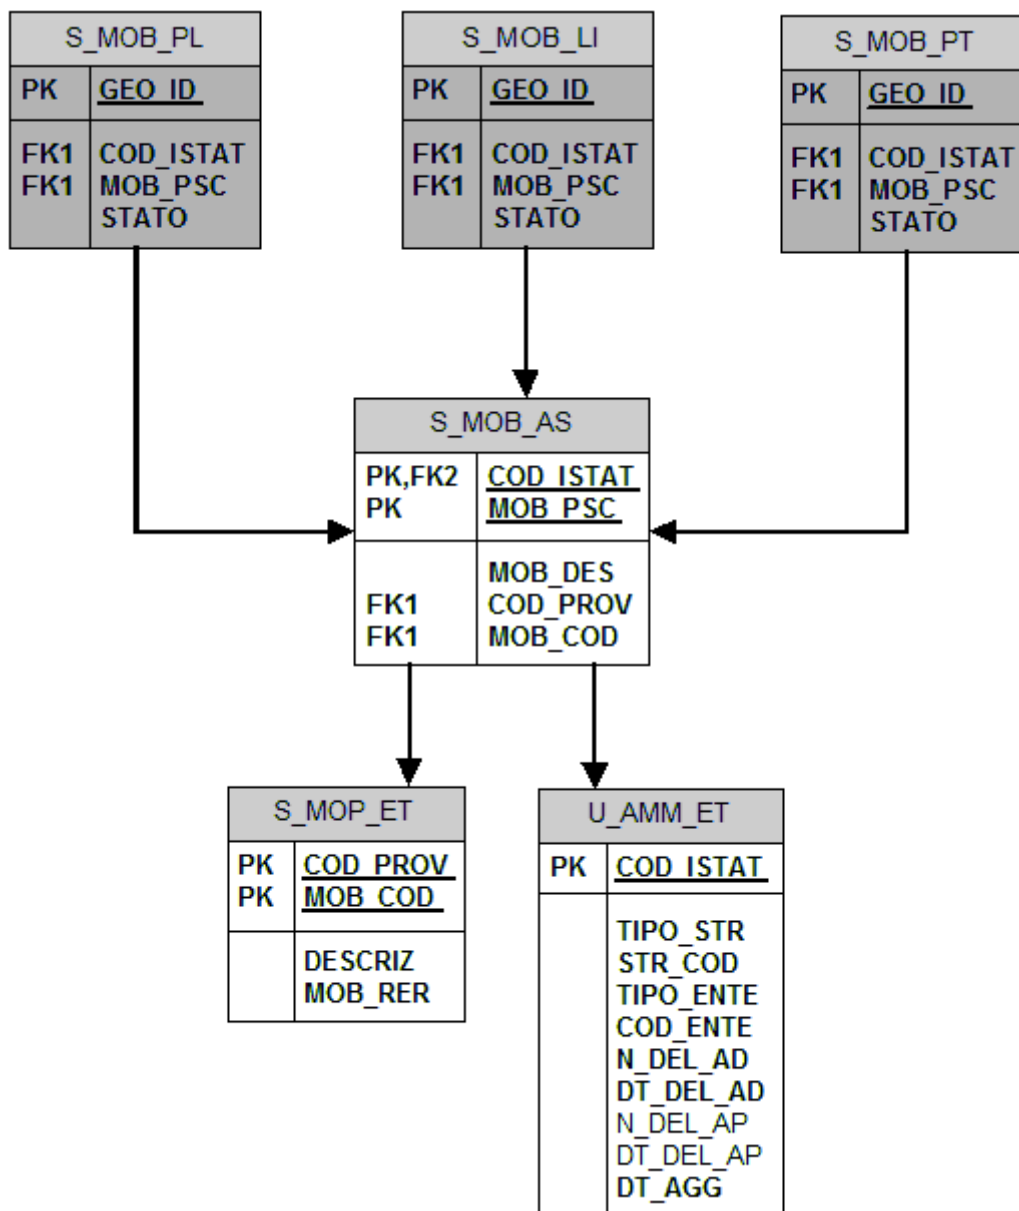 S_MOB_PL
PK GEO_ID
FK1 COD_ISTAT
FK1 MOB_PSC
STATO
S_MOB_LI
PK GEO_ID
FK1 COD_ISTAT
FK1 MOB_PSC
STATO
S_MOB_PT
PK GEO_ID
FK1 COD_ISTAT
FK1 MOB_PSC
STATO
S_MOB_AS
PK,FK2 COD_ISTAT
PK MOB_PSC
MOB_DES
FK1 COD_PROV
FK1 MOB_COD
S_MOP_ET
PK COD_PROV
PK MOB_COD
DESCRIZ
MOB_RER
U_AMM_ET
PK COD_ISTAT
TIPO_STR
STR_COD
TIPO_ENTE
COD_ENTE
N_DEL_AD
DT_DEL_AD
N_DEL_AP
DT_DEL_AP
DT_AGG